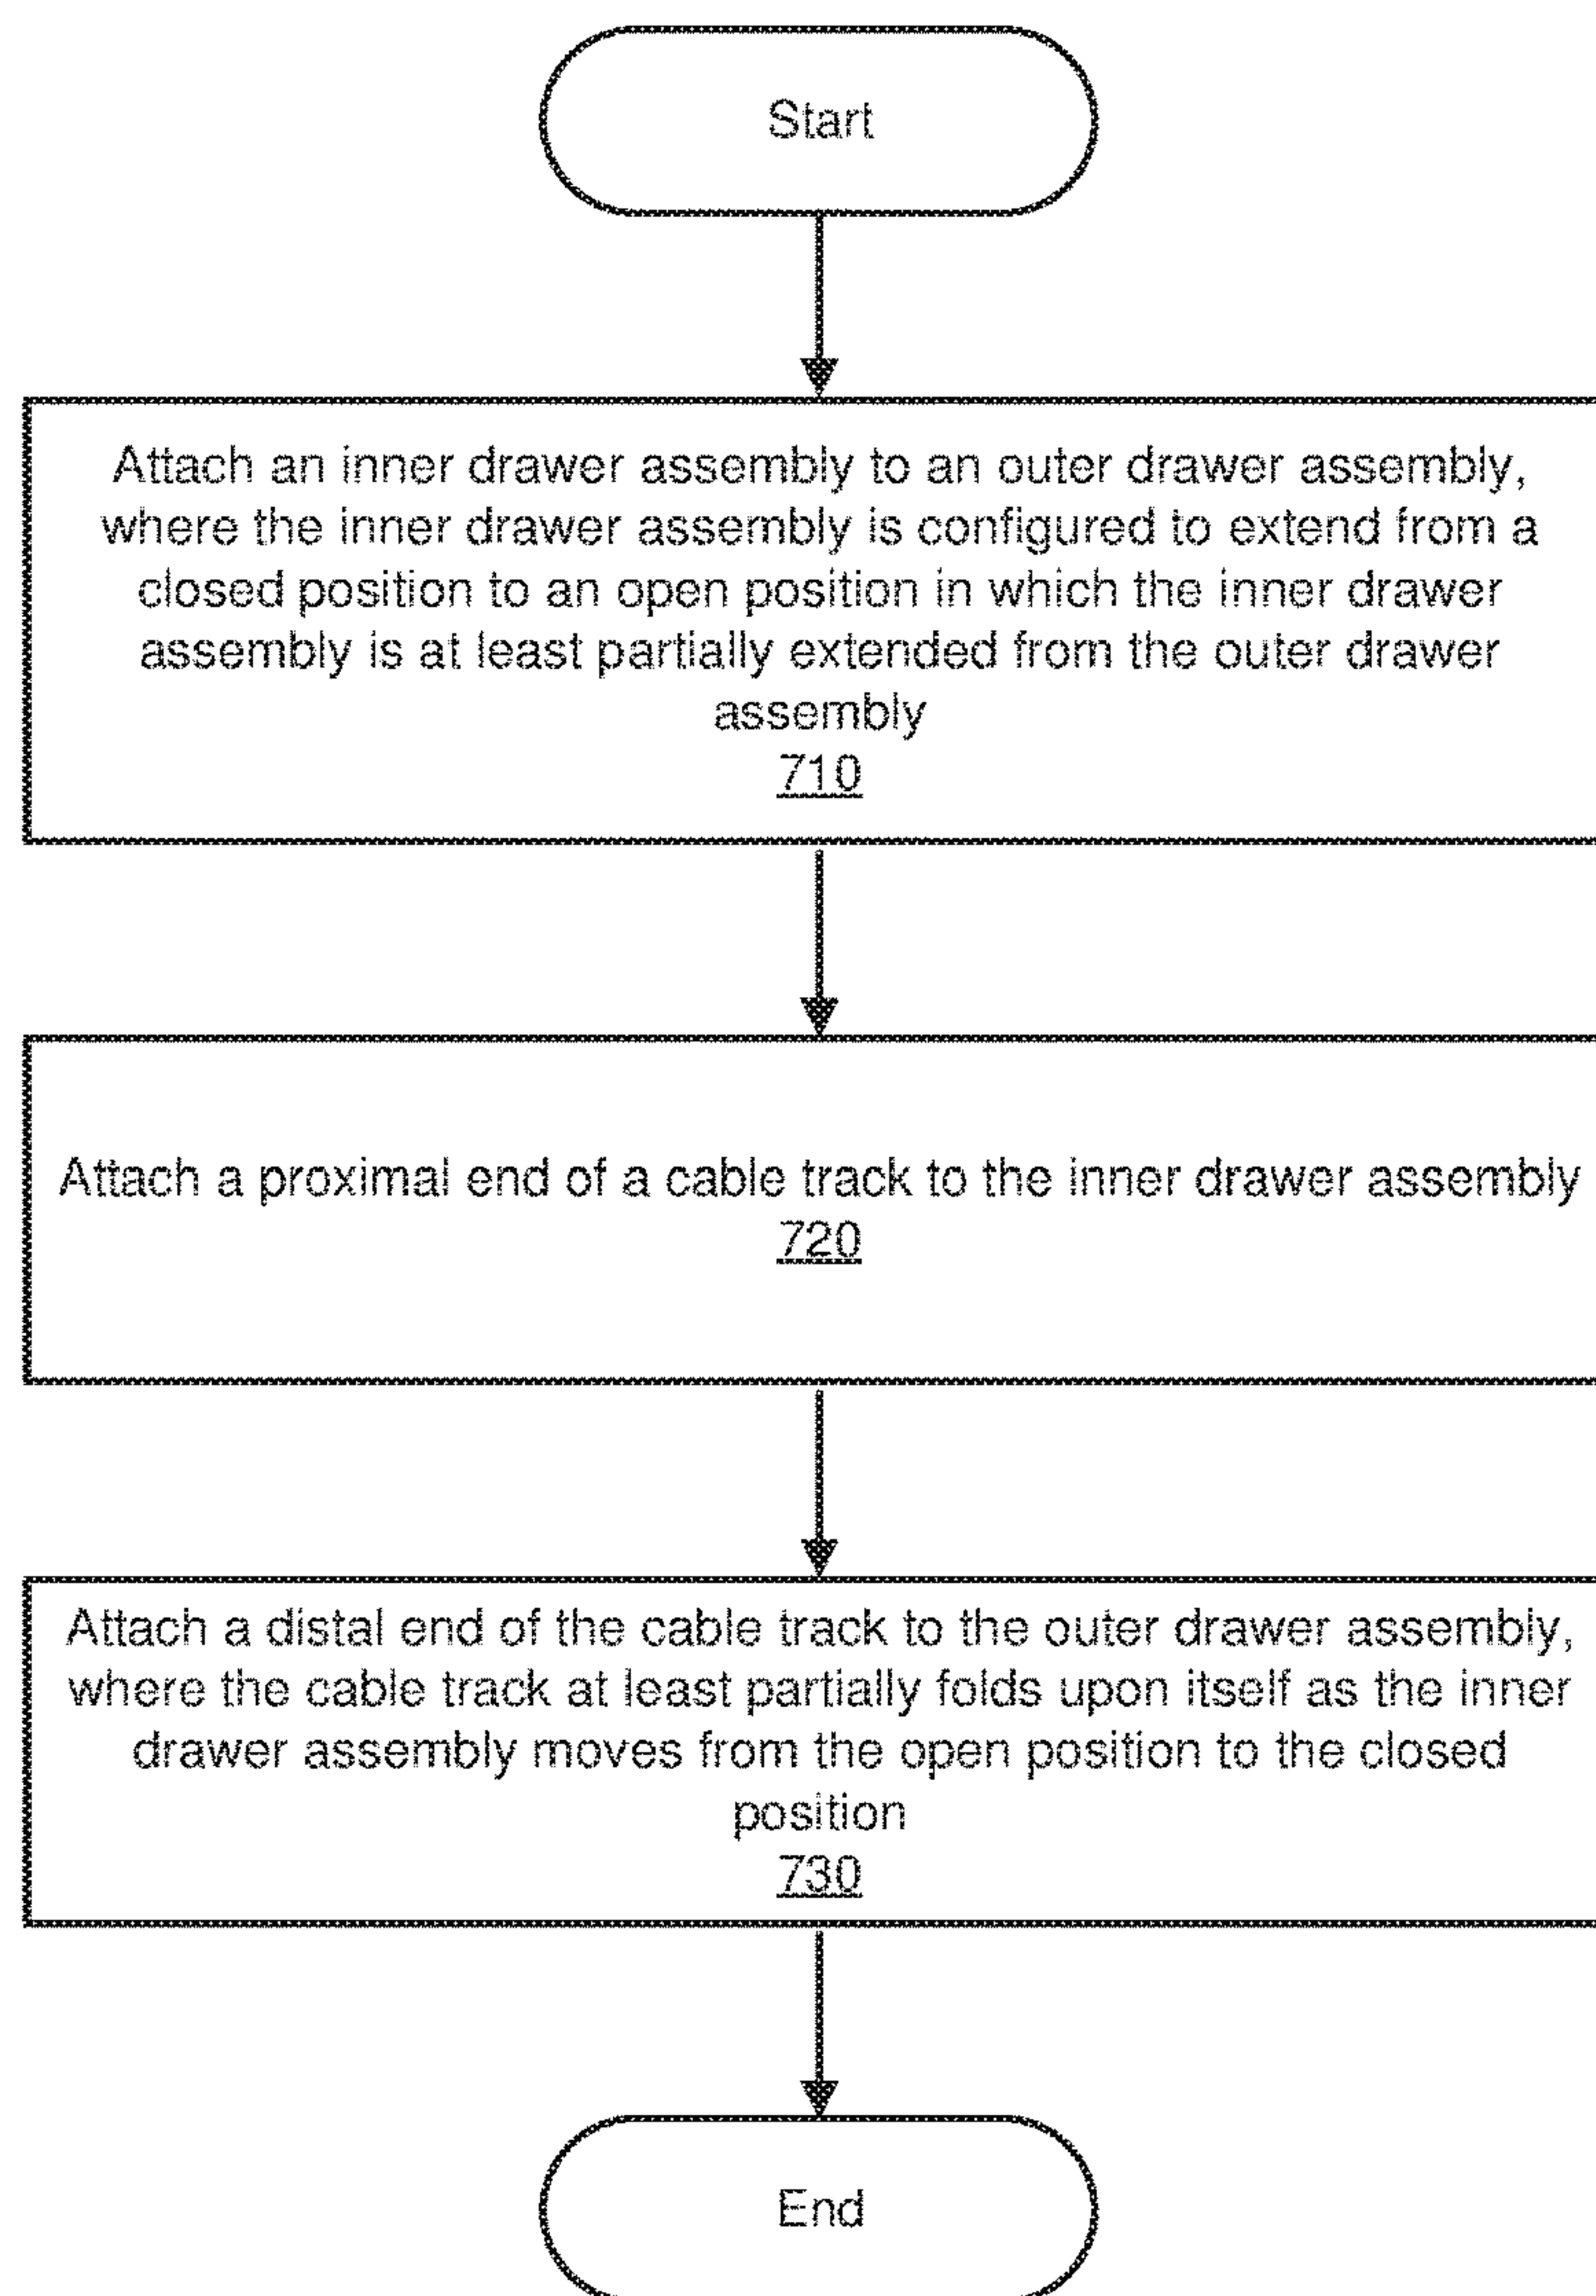 Start
Attach an inner drawer assembly to an outer drawer assembly,
where the inner drawer assembly is configured to extend from a
closed position to an open position in which the inner drawer
assembly is at least partially extended from the outer drawer
assembly
710
Attach a proximal end of a cable track to the inner drawer assembly
720
Attach a distal end of the cable track to the outer drawer assembly,
where the cable track at least partially folds upon itself as the inner
drawer assembly moves from the open position to the closed
position
730
End